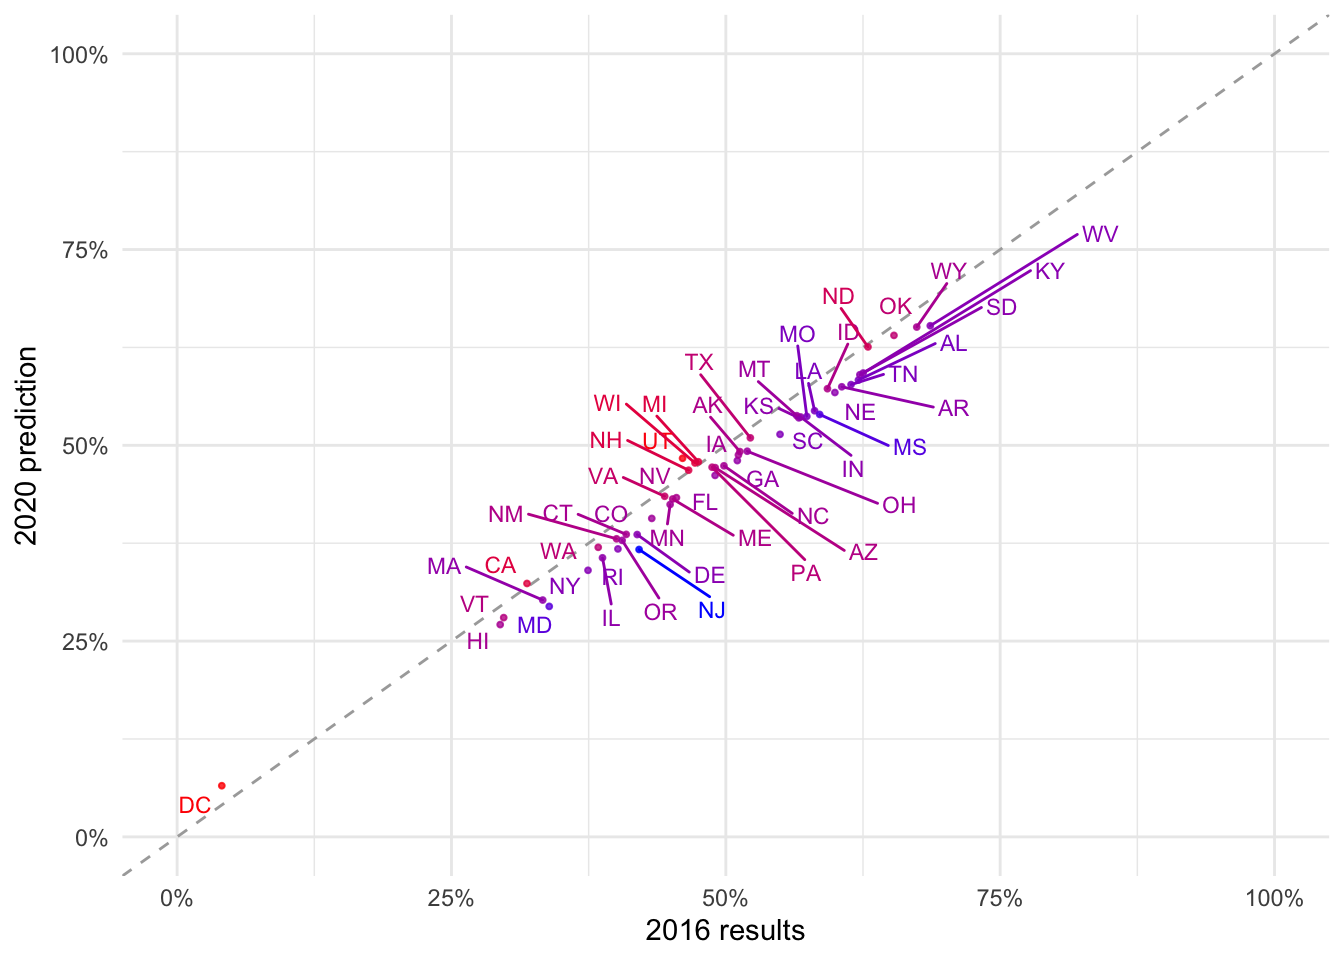 100%
75%
50%
25%
0%
2020 prediction
WV
WY
KY
ND
OK
SD
ID
MO
AL
TX
MT
LA
TN
WI
MI
AK
KS
NE
AR
NH
UT
IA
SC
MS
VA
NV
GA
IN
NM
CT
CO
FL
OH
NC
MN
ME
WA
AZ
MA
CA
PA
NY
RI
DE
VT
MD
IL
OR
NJ
HI
DC
0%
25%
50%
75%
100%
2016 results